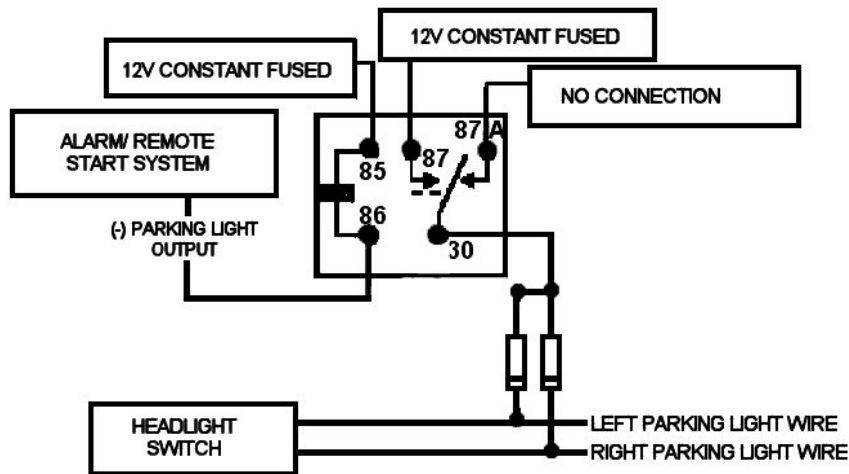 12V CONSTANT FUSED
12V CONSTANT FUSED
NO CONNECTION
ALARM/ REMOTE
START SYSTEM
87 A
87
85
86
30
(-) PARKING LIGHT
OUTPUT
HEADLIGHT
SWITCH
LEFT PARKING LIGHT WIRE
RIGHT PARKING LIGHT WIRE